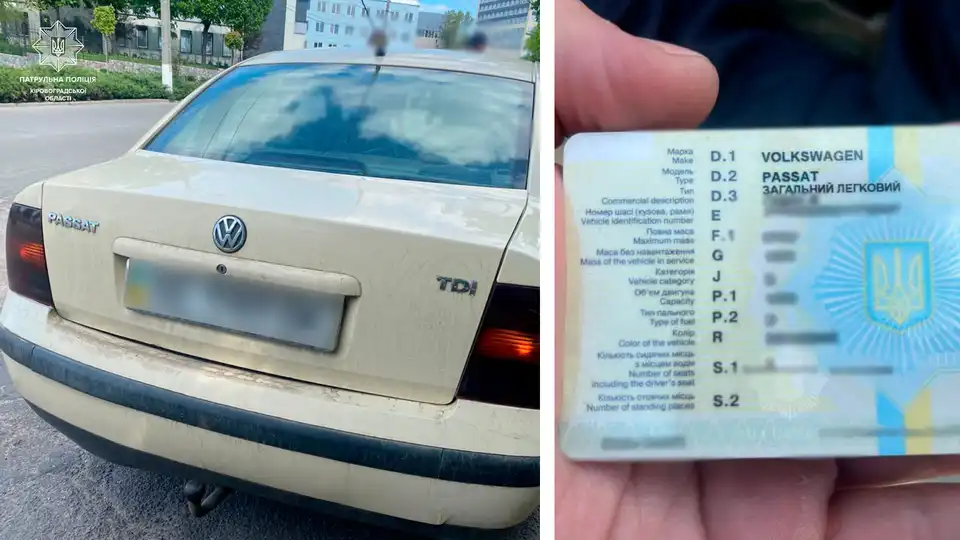 ПАТРУЛЬНА ПОЛІЦІЯ
КІРОВОГРАДСЬКОЇ
ОБЛАСТІ
PASSAT
TDI
Марка
Make
D.1 VOLKSWAGEN
Модель
Type
D.2 PASSAT
Тип
Commercial description
D.3 ЗАГАЛЬНИЙ ЛЕГКОВИЙ
Номер шасі (кузова, рами)
Vehicle identification number
E
Повна маса
Maximum mass
F.1
Маса без навантаження
Mass of the vehicle in service
G
Категорія
Vehicle category
J
Об'єм двигуна
Capacity
P.1
Тип пального
Type of fuel
P.2
Колір
Color of the vehicle
R
Кількість сидячих місць
з місцем водія
Number of seats
including the driver's seat
S.1
Кількість стоячих місць
Number of standing places
S.2